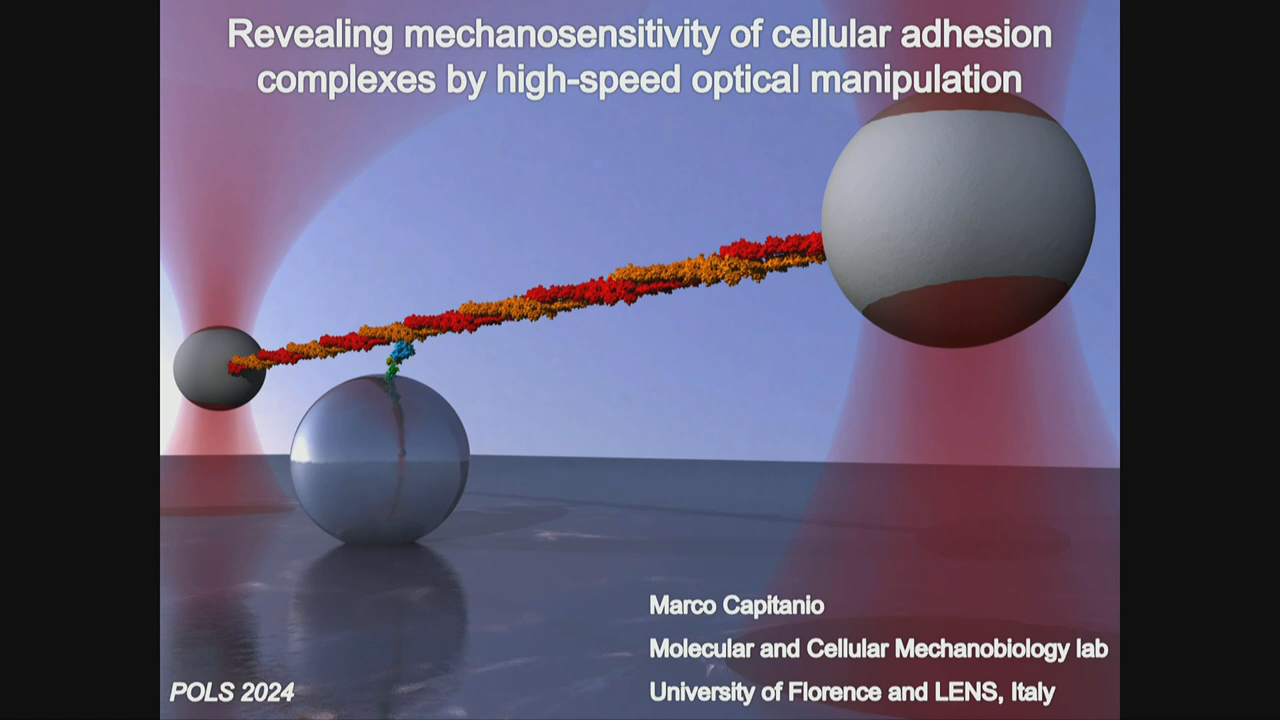 Revealing mechanosensitivity of cellular adhesion
complexes by high-speed optical manipulation
Marco Capitanio
Molecular and Cellular Mechanobiology lab
POLS 2024
University of Florence and LENS, Italy